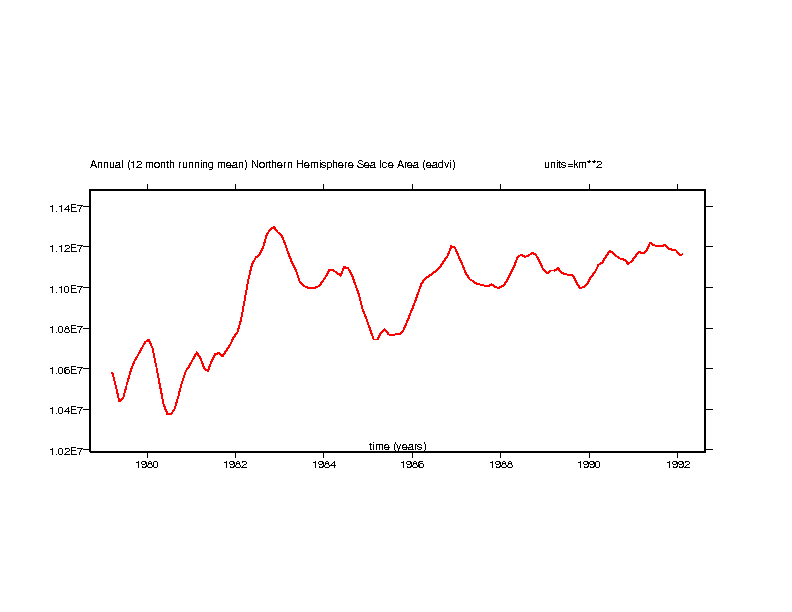 Annual (12 month running mean) Northern Hemisphere Sea Ice Area (eadvi) units=km**2
1.14E7
1.12E7
1.10E7
1.08E7
1.06E7
1.04E7
1.02E7
time (years)
1980 1982 1984 1986 1988 1990 1992